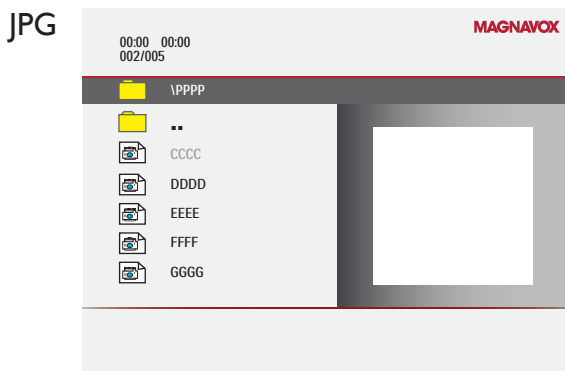 JPG
MAGNAVOX
00:00 00:00
002/005
\PPPP
..
CCCC
DDDD
EEEE
FFFF
GGGG